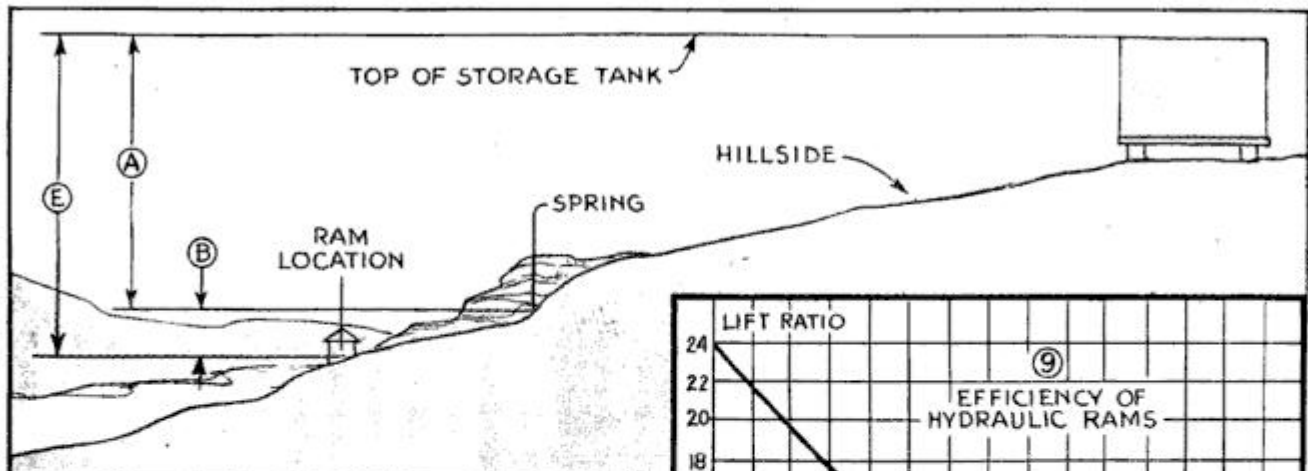 TOP OF STORAGE TANK
A
E
HILLSIDE
SPRING
RAM
LOCATION
B
LIFT RATIO
24
22
20
18
9
EFFICIENCY OF
HYDRAULIC RAMS